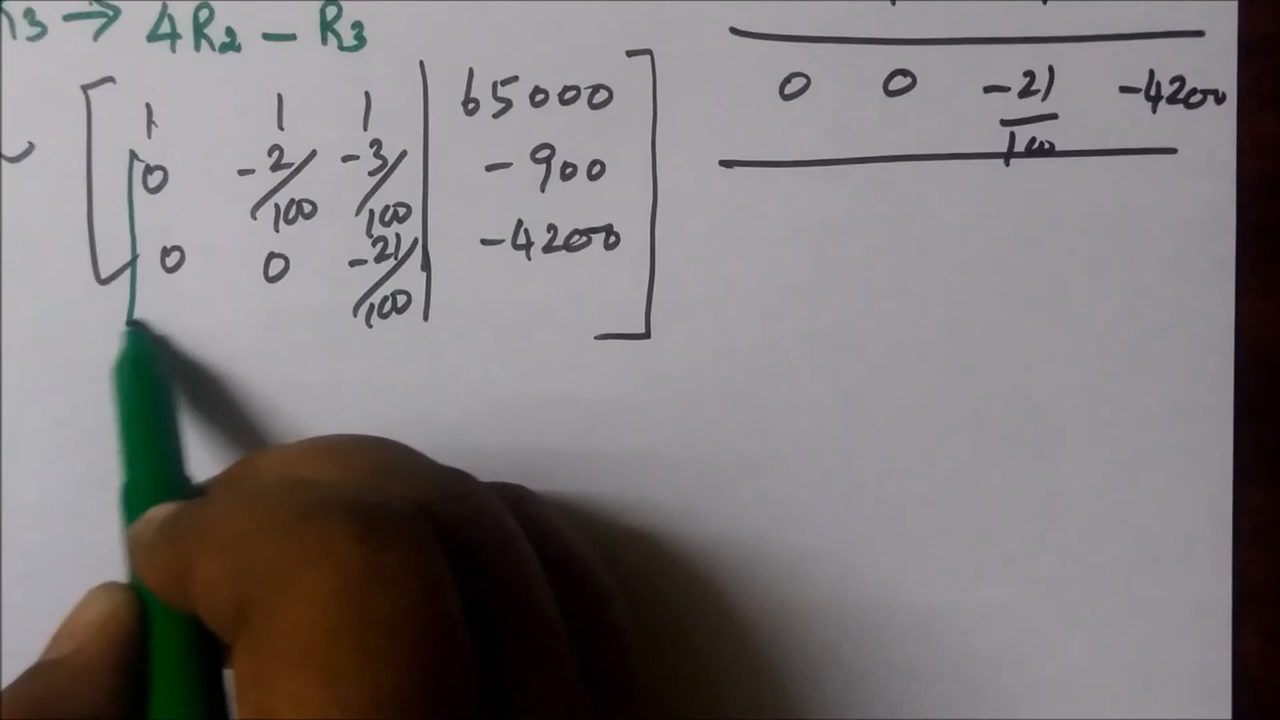 R3 → 4R2 - R3
0 0 -21/100 -4200
~ [ 1 1 1 | 65000
0 -2/100 -3/100 | -900
0 0 -21/100 | -4200 ]